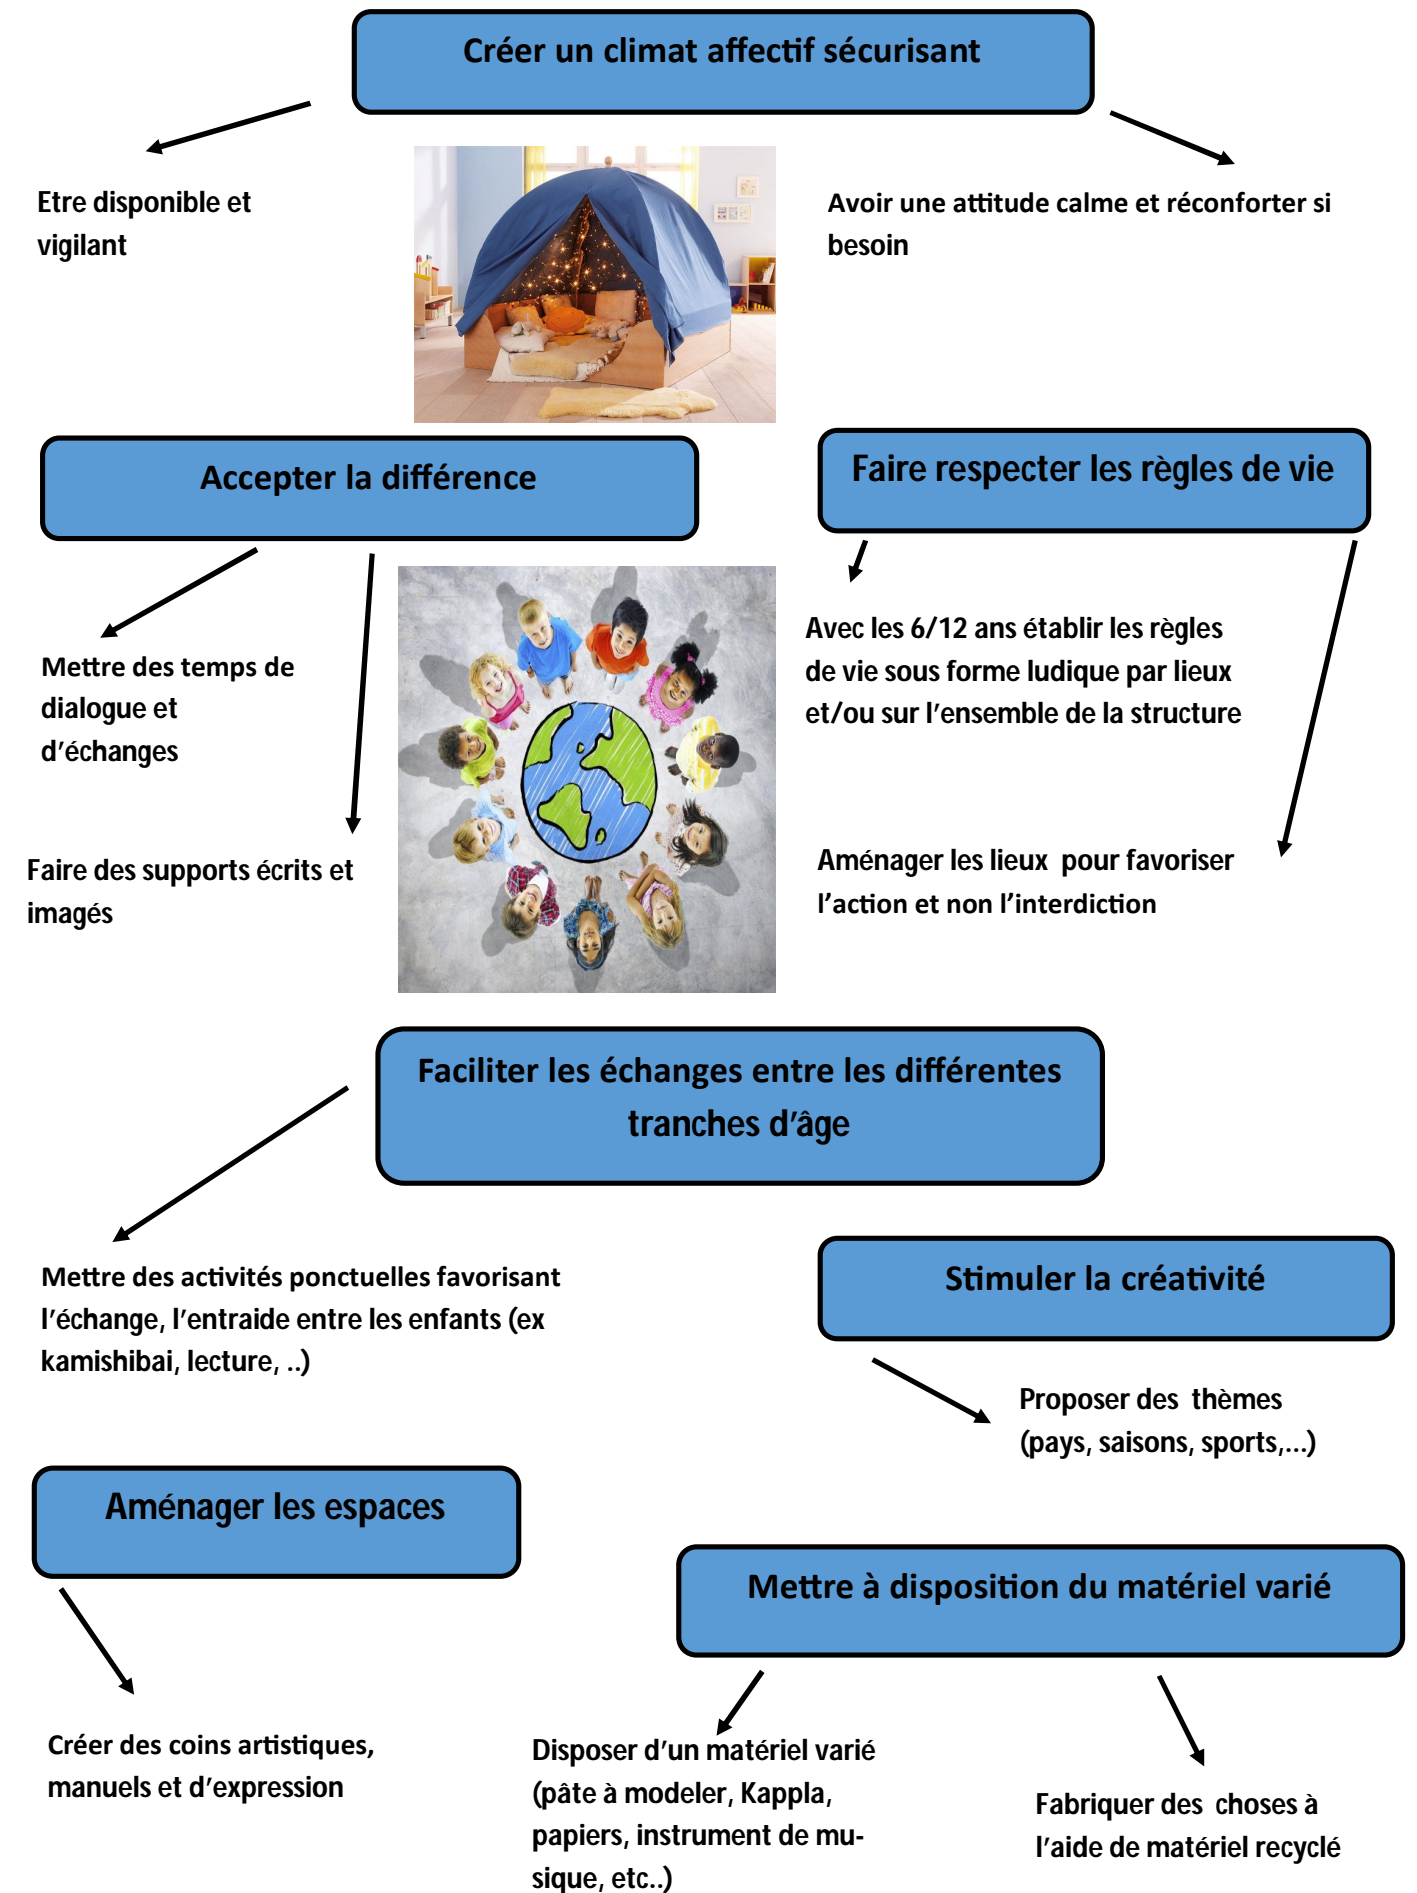 Créer un climat affectif sécurisant
Etre disponible et
vigilant
Avoir une attitude calme et réconforter si
besoin
Accepter la différence
Faire respecter les règles de vie
Mettre des temps de
dialogue et
d'échanges
Faire des supports écrits et
imagés
Avec les 6/12 ans établir les règles
de vie sous forme ludique par lieux
et/ou sur l'ensemble de la structure
Aménager les lieux  pour favoriser
l'action et non l'interdiction
Faciliter les échanges entre les différentes
tranches d'âge
Mettre des activités ponctuelles favorisant
l'échange, l'entraide entre les enfants (ex
kamishibai, lecture, ..)
Stimuler la créativité
Proposer des  thèmes
(pays, saisons, sports,...)
Aménager les espaces
Créer des coins artistiques,
manuels et d'expression
Mettre à disposition du matériel varié
Disposer d'un matériel varié
(pâte à modeler, Kappla,
papiers, instrument de mu-
sique, etc..)
Fabriquer des  choses à
l'aide de matériel recyclé